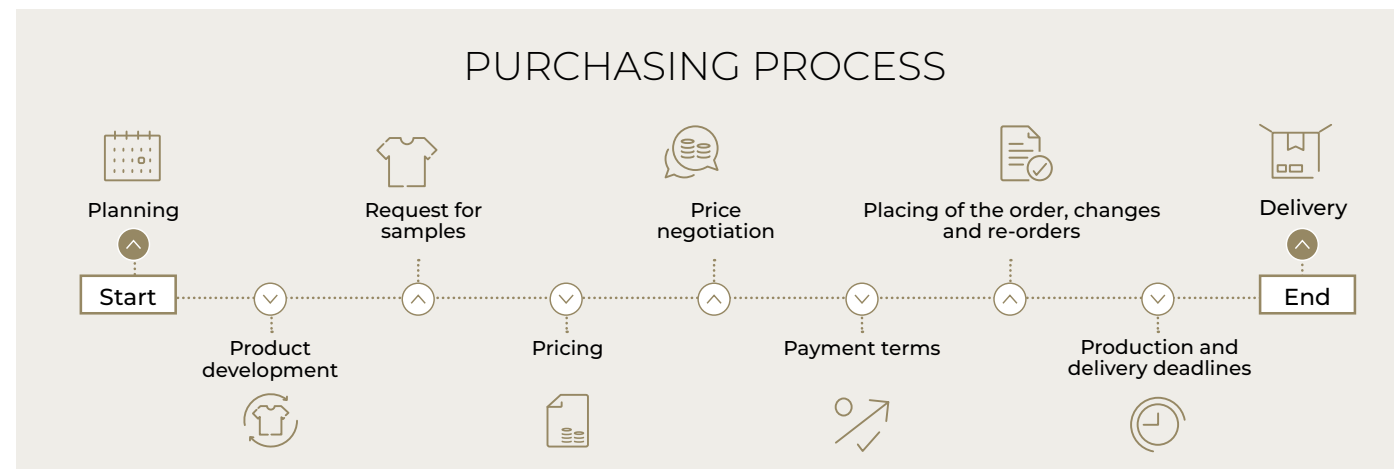 PURCHASING PROCESS
Planning
Request for
samples
Price
negotiation
Placing of the order, changes
and re-orders
Delivery
Start
End
Product
development
Pricing
Payment terms
Production and
delivery deadlines